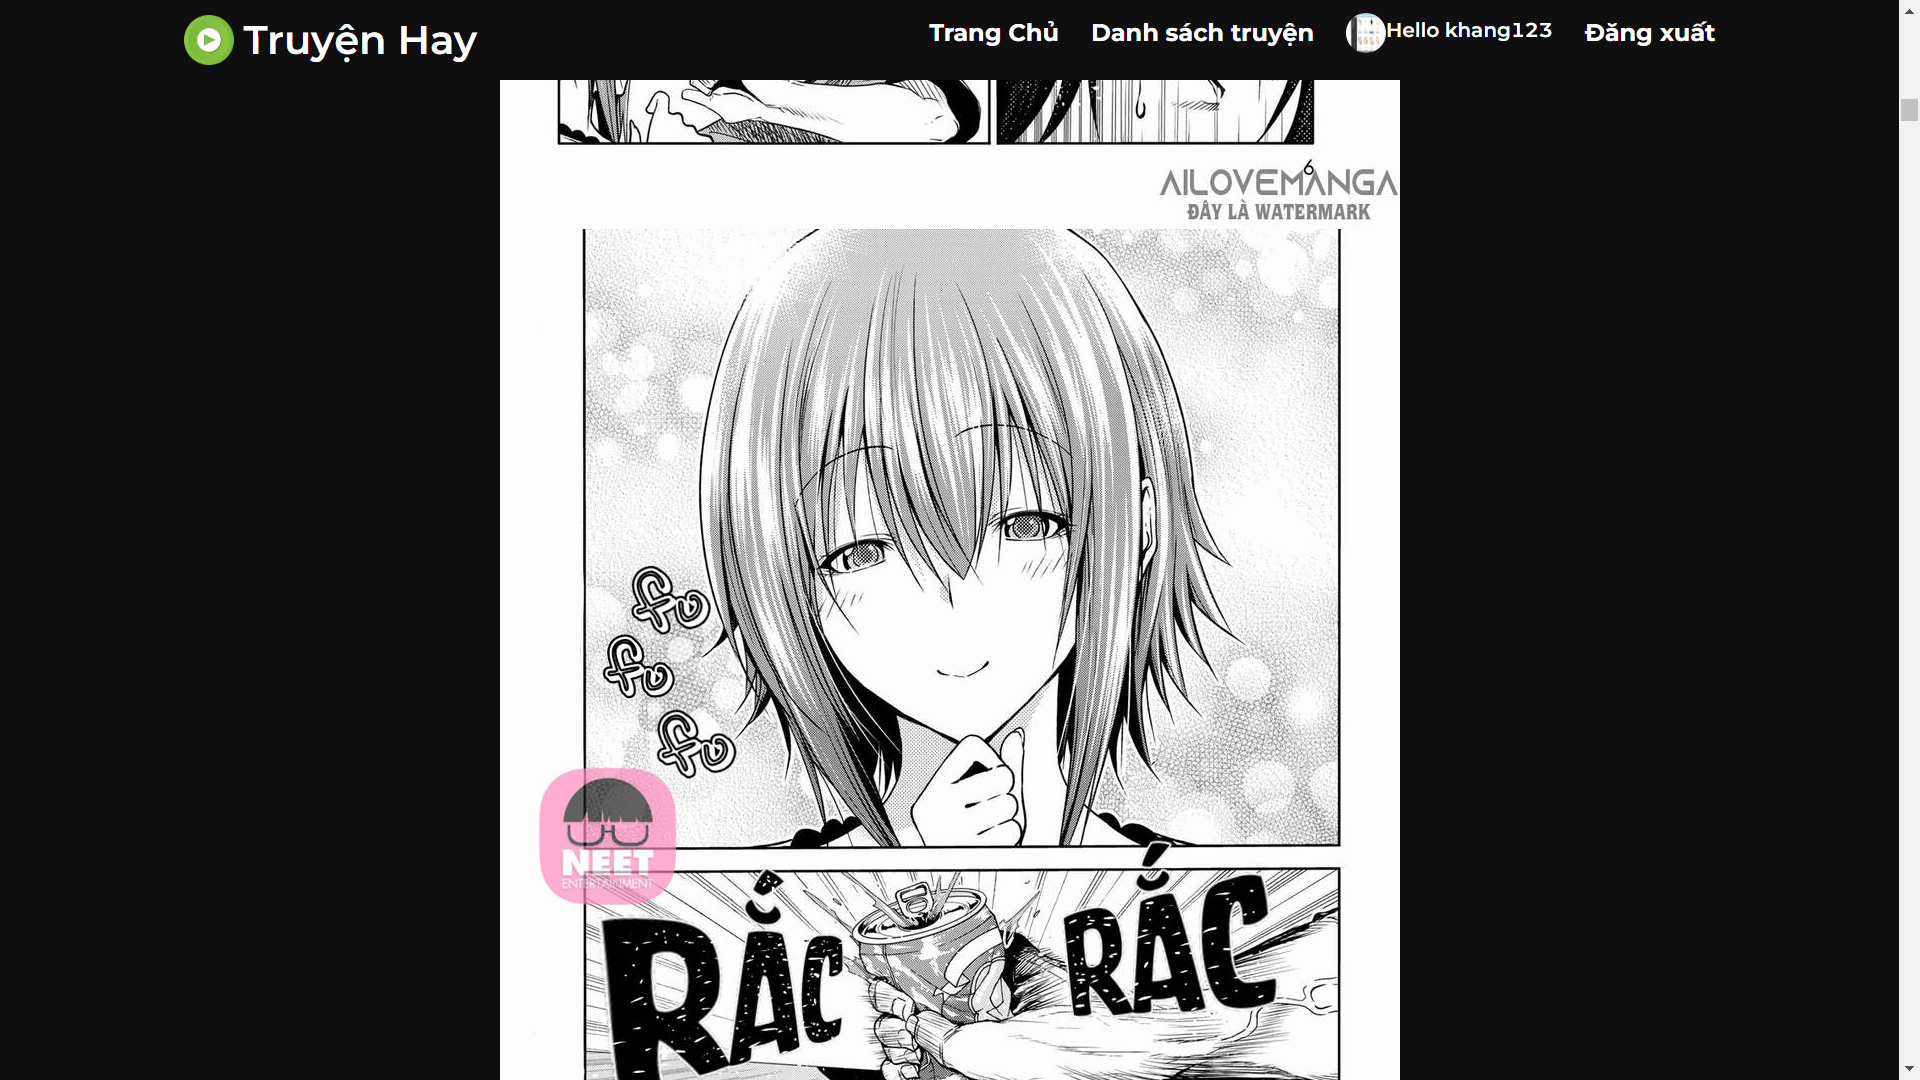 Truyện Hay
Trang Chủ
Danh sách truyện
Hello khang123
Đăng xuất
6
AILOVEMANGA
ĐÂY LÀ WATERMARK
fu
fu
fu
NEET
ENTERTAINMENT
RẮC
RẮC